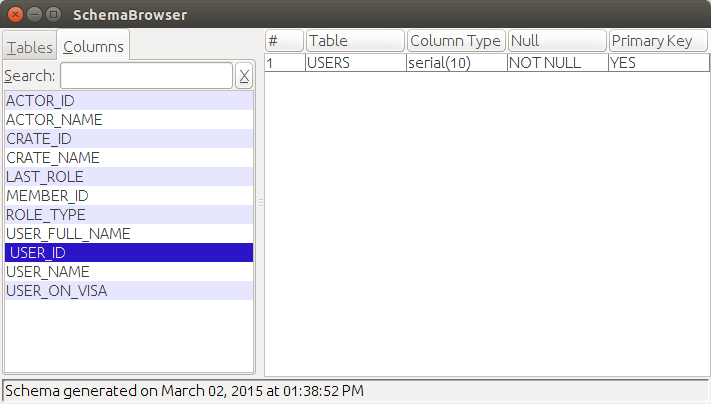 SchemaBrowser
Tables Columns
Search: X
ACTOR_ID
ACTOR_NAME
CRATE_ID
CRATE_NAME
LAST_ROLE
MEMBER_ID
ROLE_TYPE
USER_FULL_NAME
USER_ID
USER_NAME
USER_ON_VISA
# Table Column Type Null Primary Key
1 USERS serial(10) NOT NULL YES
Schema generated on March 02, 2015 at 01:38:52 PM